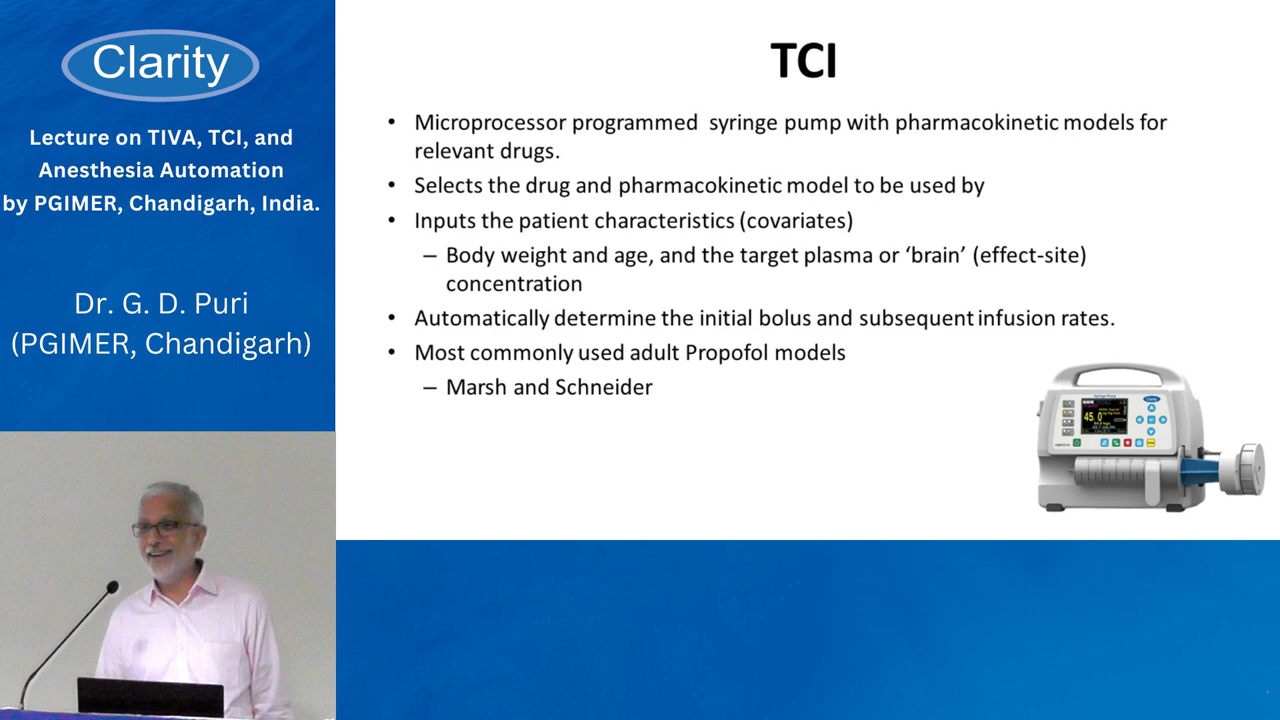 Clarity
Lecture on TIVA, TCI, and
Anesthesia Automation
by PGIMER, Chandigarh, India.
Dr. G. D. Puri
(PGIMER, Chandigarh)
TCI
• Microprocessor programmed syringe pump with pharmacokinetic models for
relevant drugs.
• Selects the drug and pharmacokinetic model to be used by
• Inputs the patient characteristics (covariates)
– Body weight and age, and the target plasma or ‘brain’ (effect-site)
concentration
• Automatically determine the initial bolus and subsequent infusion rates.
• Most commonly used adult Propofol models
– Marsh and Schneider
Syringe Pump
Clarity
45.0